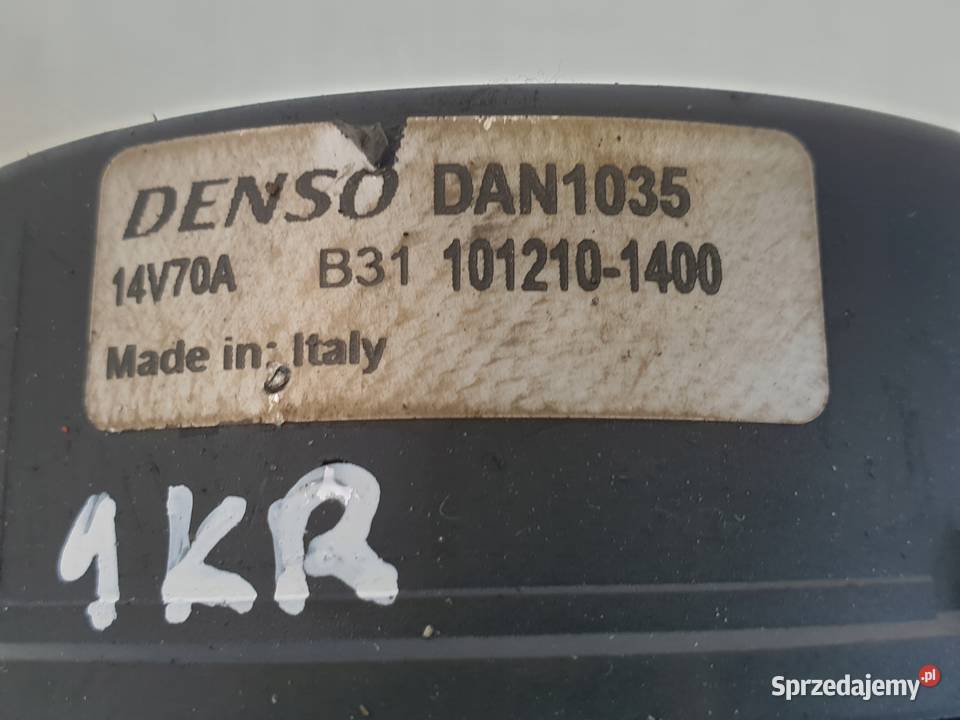 DENSO DAN1035
14V70A B31 101210-1400
Made in: Italy
1KR
Sprzedajemy.pl